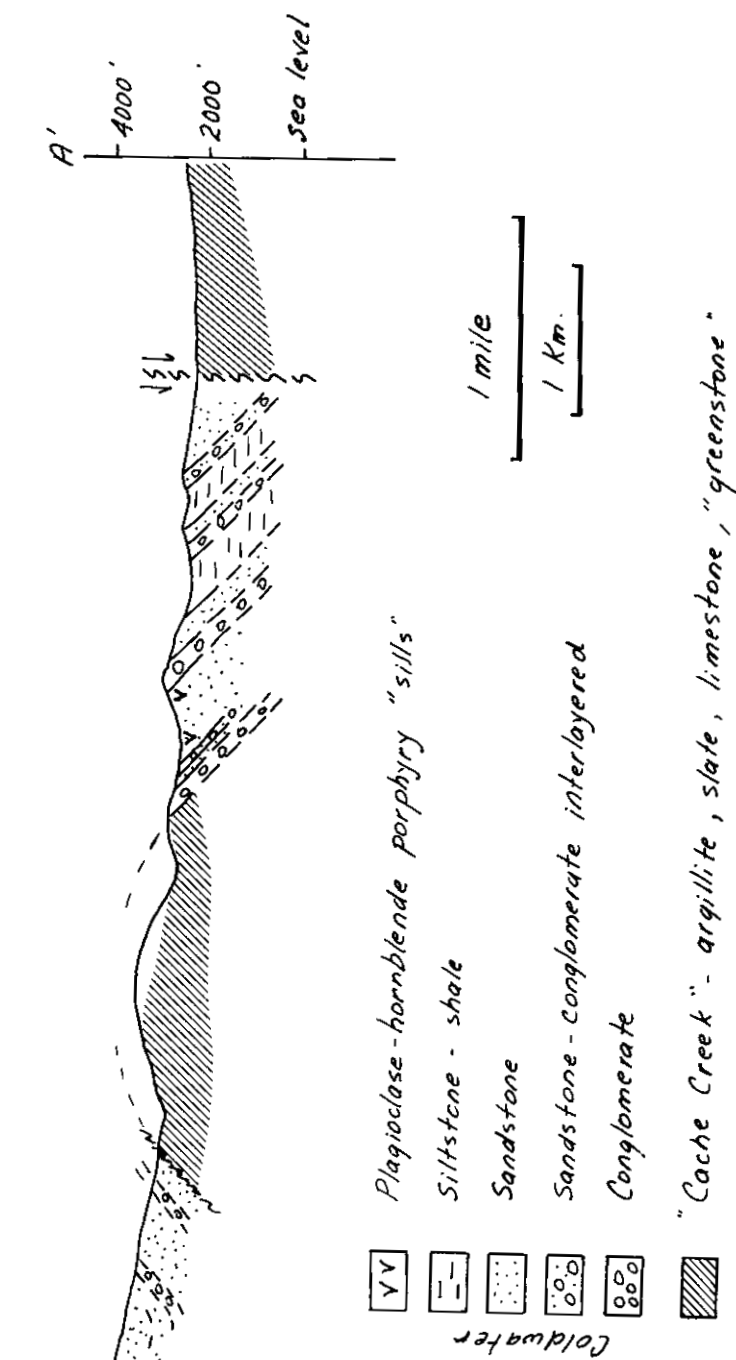 A'
4000'
2000'
Sea level
1 mile
1 Km.
Coldwater
Plagioclase-hornblende porphyry "sills"
Siltstone - shale
Sandstone
Sandstone-conglomerate interlayered
Conglomerate
"Cache Creek" - argillite, slate, limestone, "greenstone"